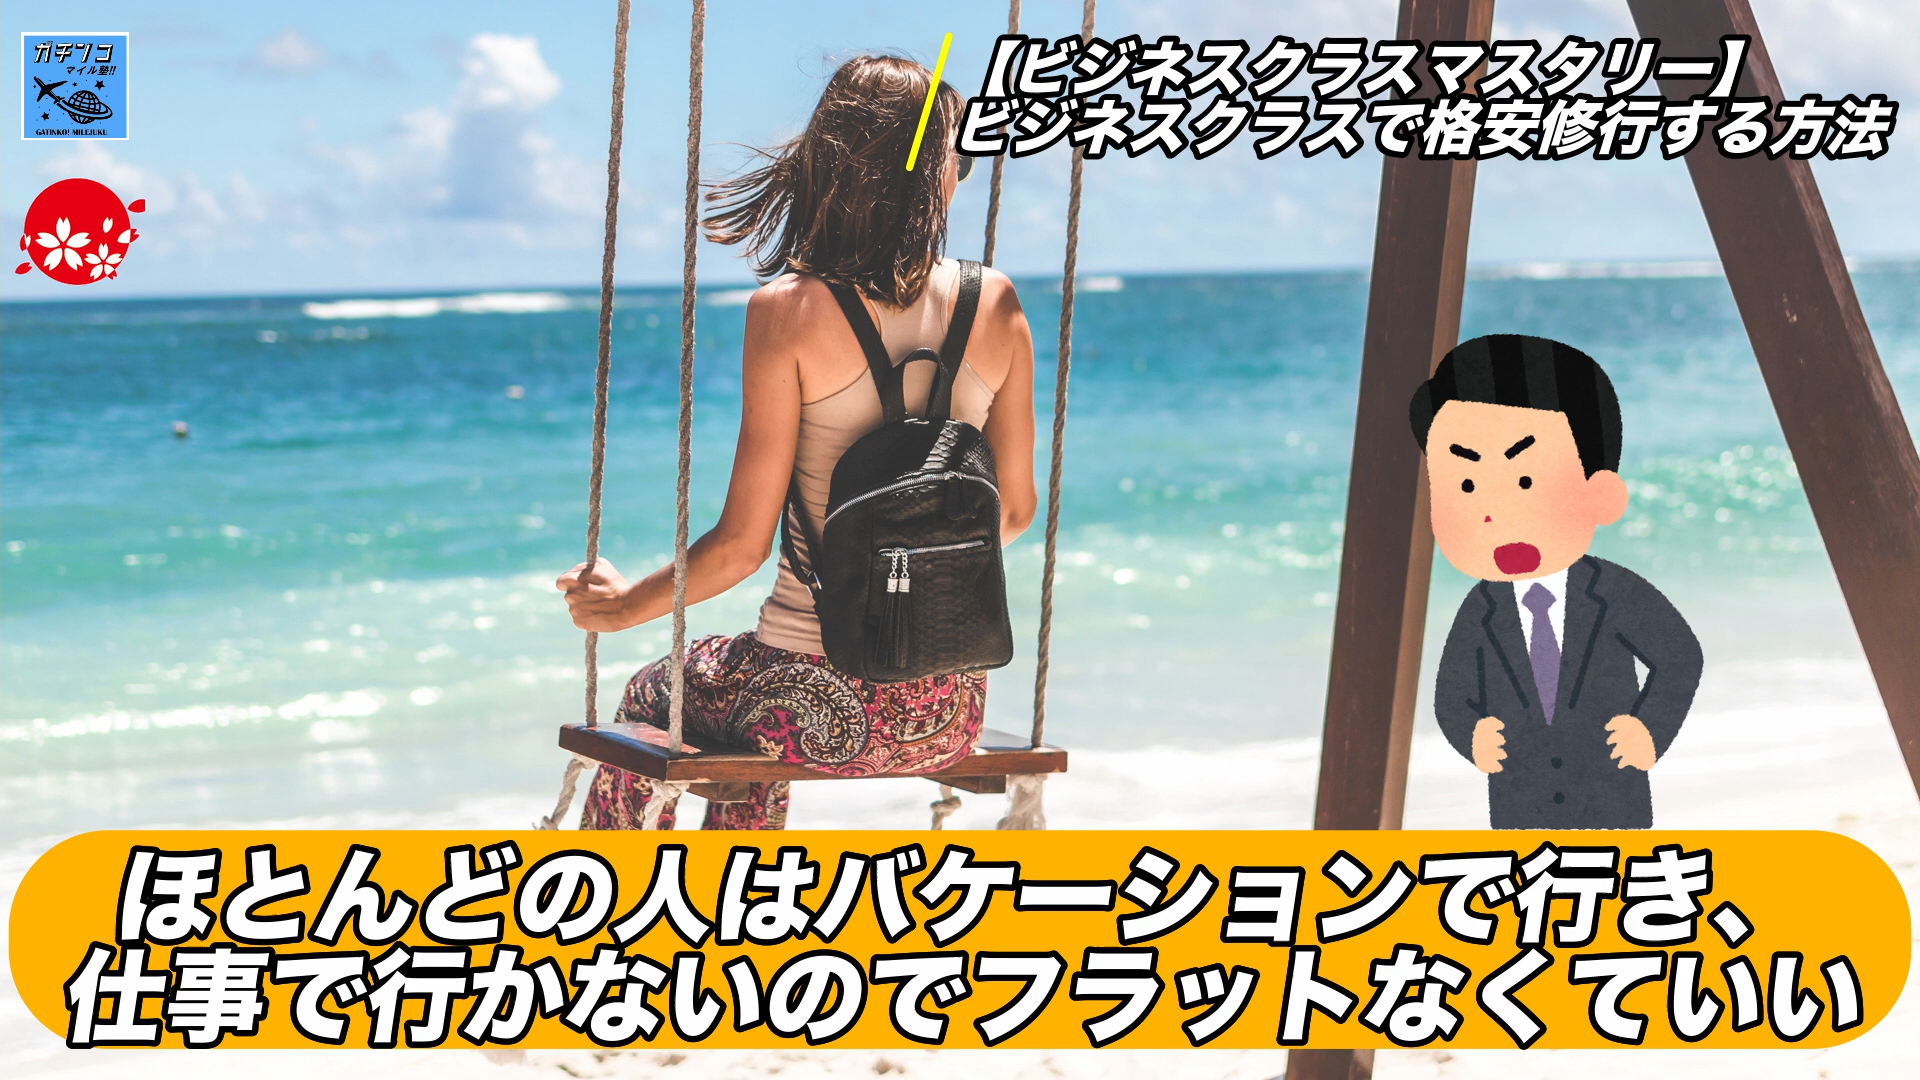 ガチンコ
マイル塾!!
GATINKO! MILEJUKU
【ビジネスクラスマスタリー】
ビジネスクラスで格安修行する方法
ほとんどの人はバケーションで行き、
仕事で行かないのでフラットなくていい